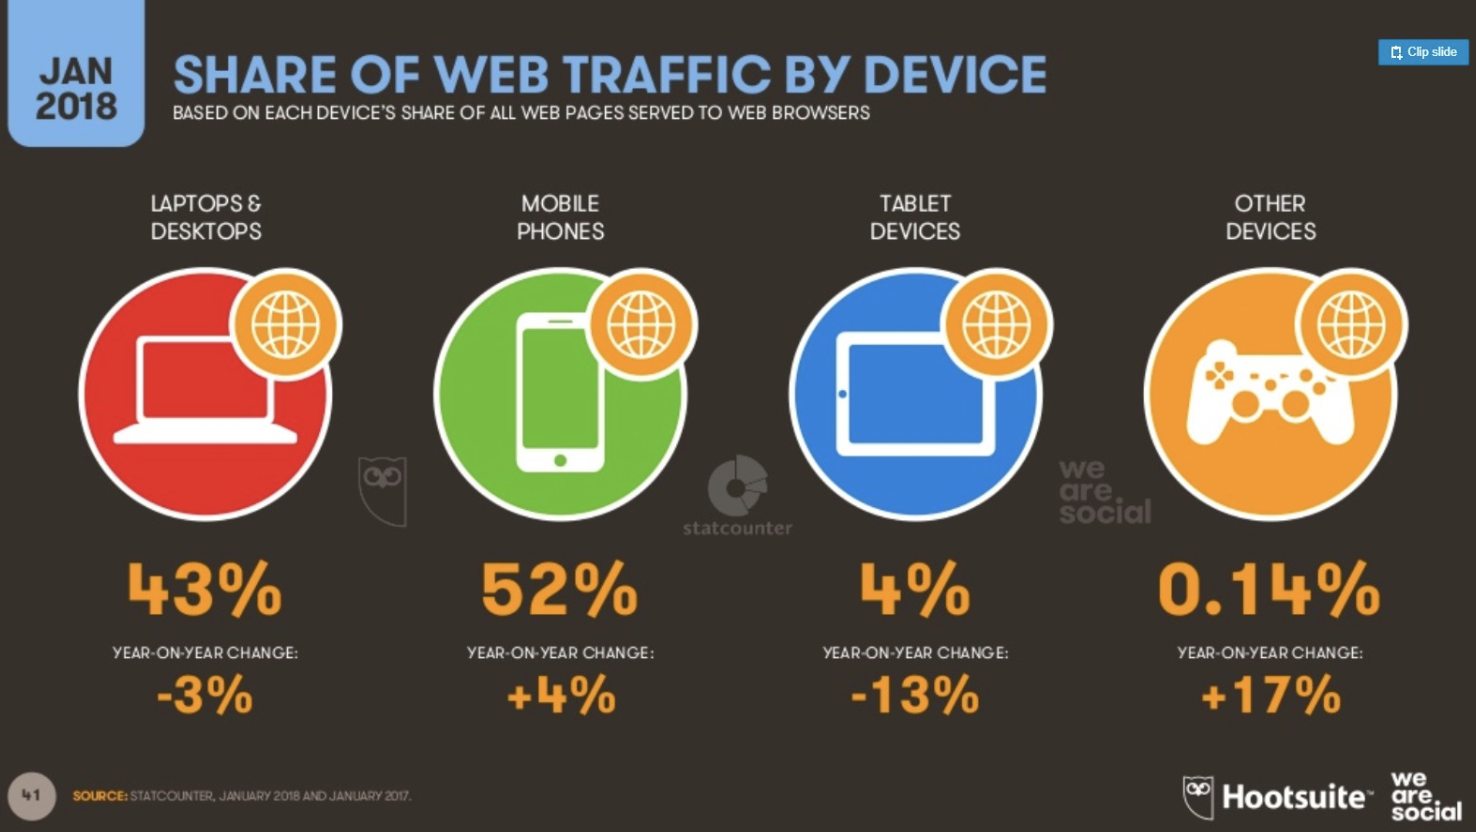 JAN
2018
SHARE OF WEB TRAFFIC BY DEVICE
BASED ON EACH DEVICE'S SHARE OF ALL WEB PAGES SERVED TO WEB BROWSERS
Clip slide
LAPTOPS &
DESKTOPS
MOBILE
PHONES
TABLET
DEVICES
OTHER
DEVICES
statcounter
we
are
social
43%
52%
4%
0.14%
YEAR-ON-YEAR CHANGE:
YEAR-ON-YEAR CHANGE:
YEAR-ON-YEAR CHANGE:
YEAR-ON-YEAR CHANGE:
-3%
+4%
-13%
+17%
41
SOURCE: STATCOUNTER, JANUARY 2018 AND JANUARY 2017.
Hootsuite™
we
are
social